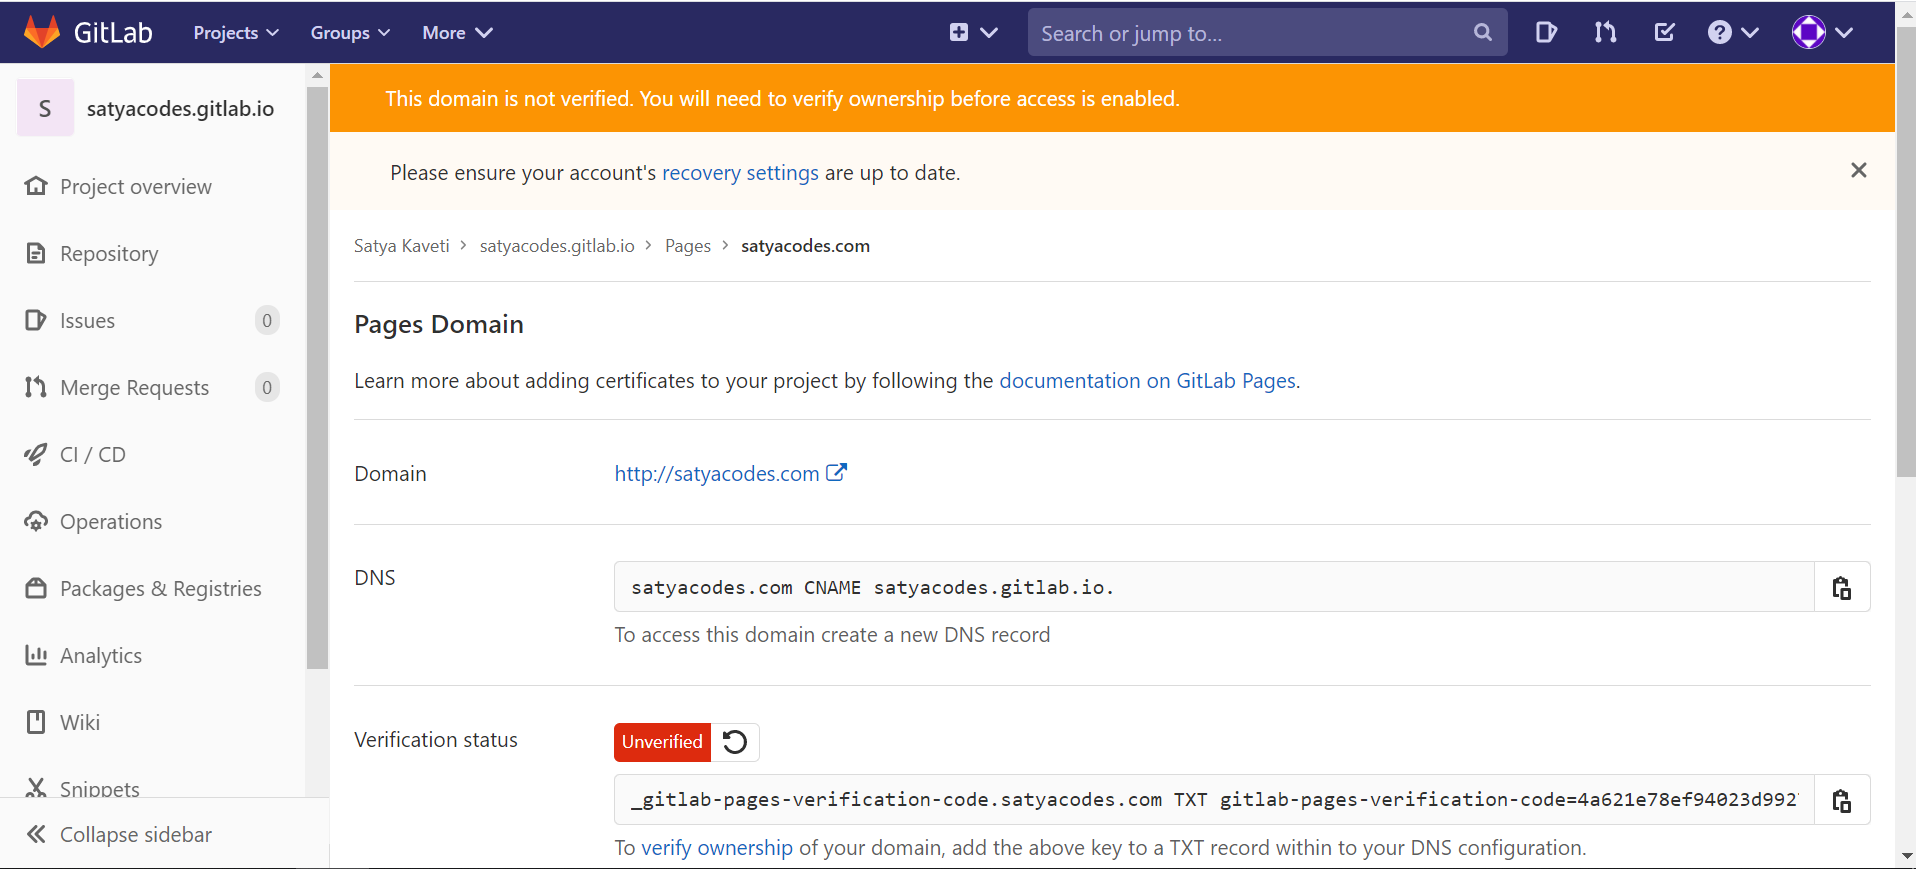 GitLab Projects Groups More Search or jump to...
S satyacodes.gitlab.io
Project overview
Repository
Issues 0
Merge Requests 0
CI / CD
Operations
Packages & Registries
Analytics
Wiki
Snippets
Collapse sidebar
This domain is not verified. You will need to verify ownership before access is enabled.
Please ensure your account's recovery settings are up to date.
Satya Kaveti > satyacodes.gitlab.io > Pages > satyacodes.com
Pages Domain
Learn more about adding certificates to your project by following the documentation on GitLab Pages.
Domain http://satyacodes.com
DNS satyacodes.com CNAME satyacodes.gitlab.io.
To access this domain create a new DNS record
Verification status Unverified
_gitlab-pages-verification-code.satyacodes.com TXT gitlab-pages-verification-code=4a621e78ef94023d992
To verify ownership of your domain, add the above key to a TXT record within to your DNS configuration.